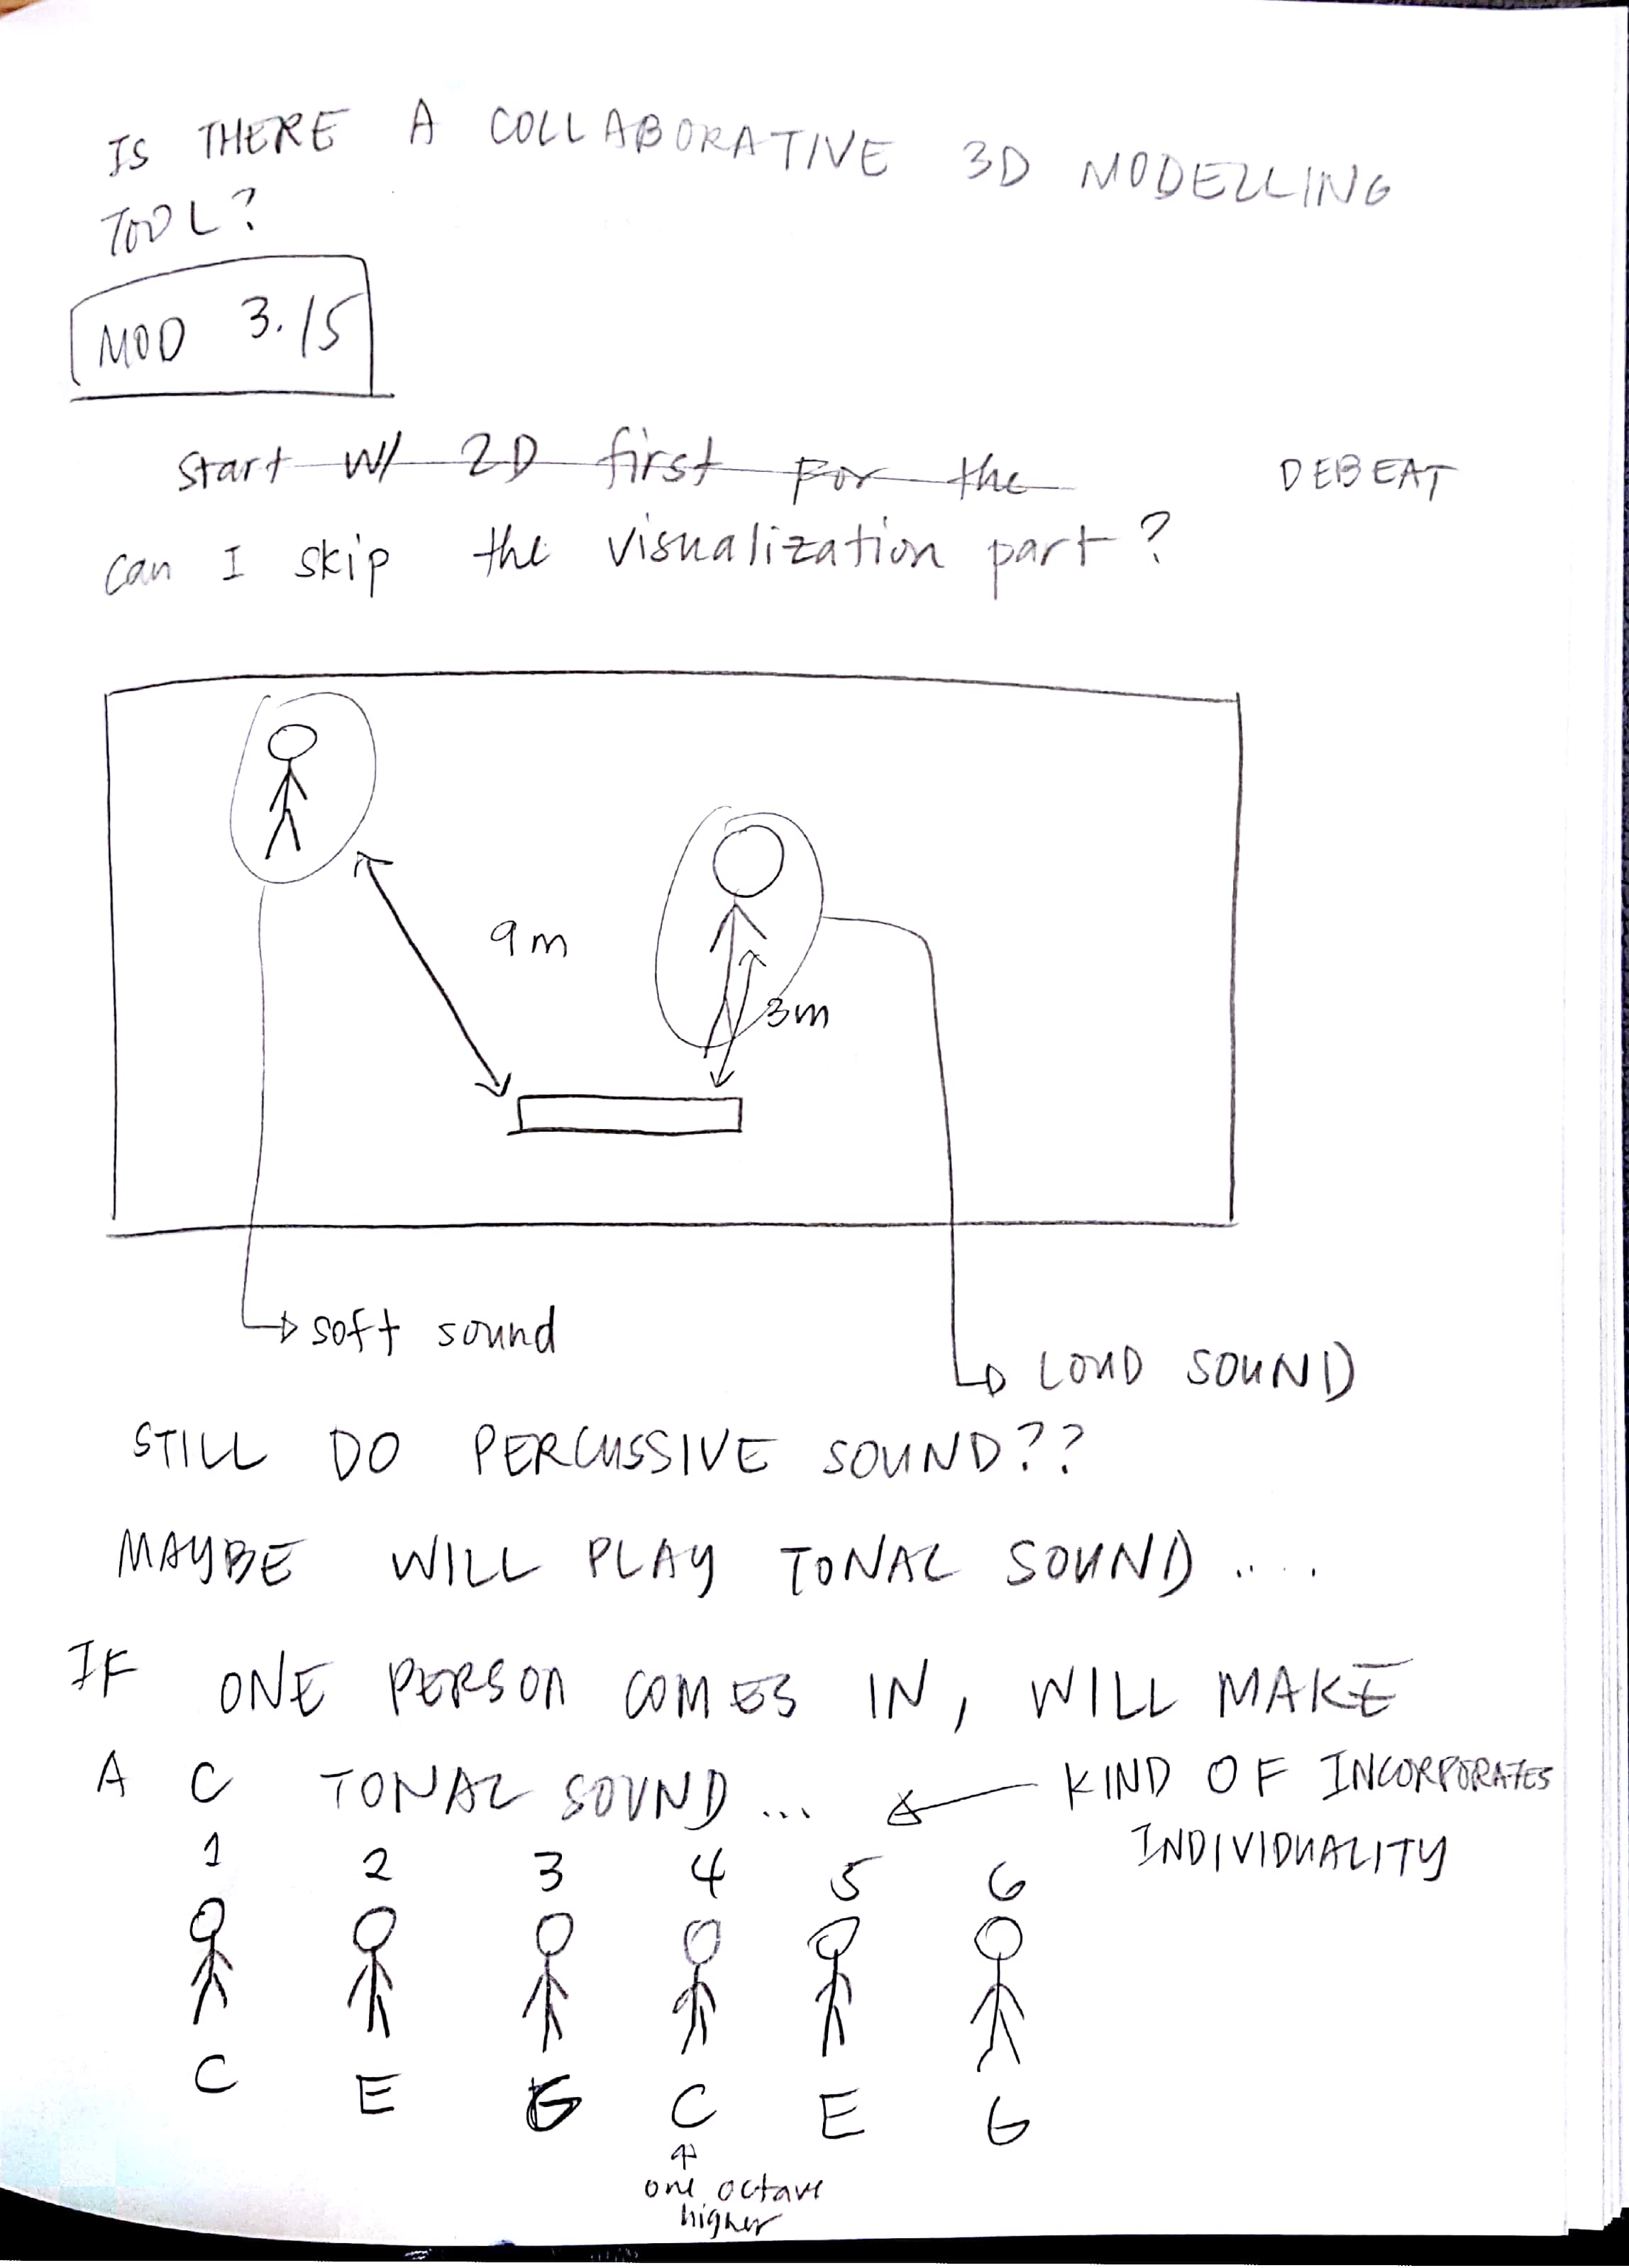 IS THERE A COLLABORATIVE 3D MODELLING
TOOL?
MOD 3.15
start w/ 2D first for the
DEBEAT
can I skip the visualization part?
9m
3m
soft sound
LOUD SOUND
STILL DO PERCUSSIVE SOUND??
MAYBE WILL PLAY TONAL SOUND ....
IF ONE PERSON COMES IN, WILL MAKE
A C TONAL SOUND ...
KIND OF INCORPORATES
INDIVIDUALITY
1 2 3 4 5 6
C E G C E G
one octave
higher